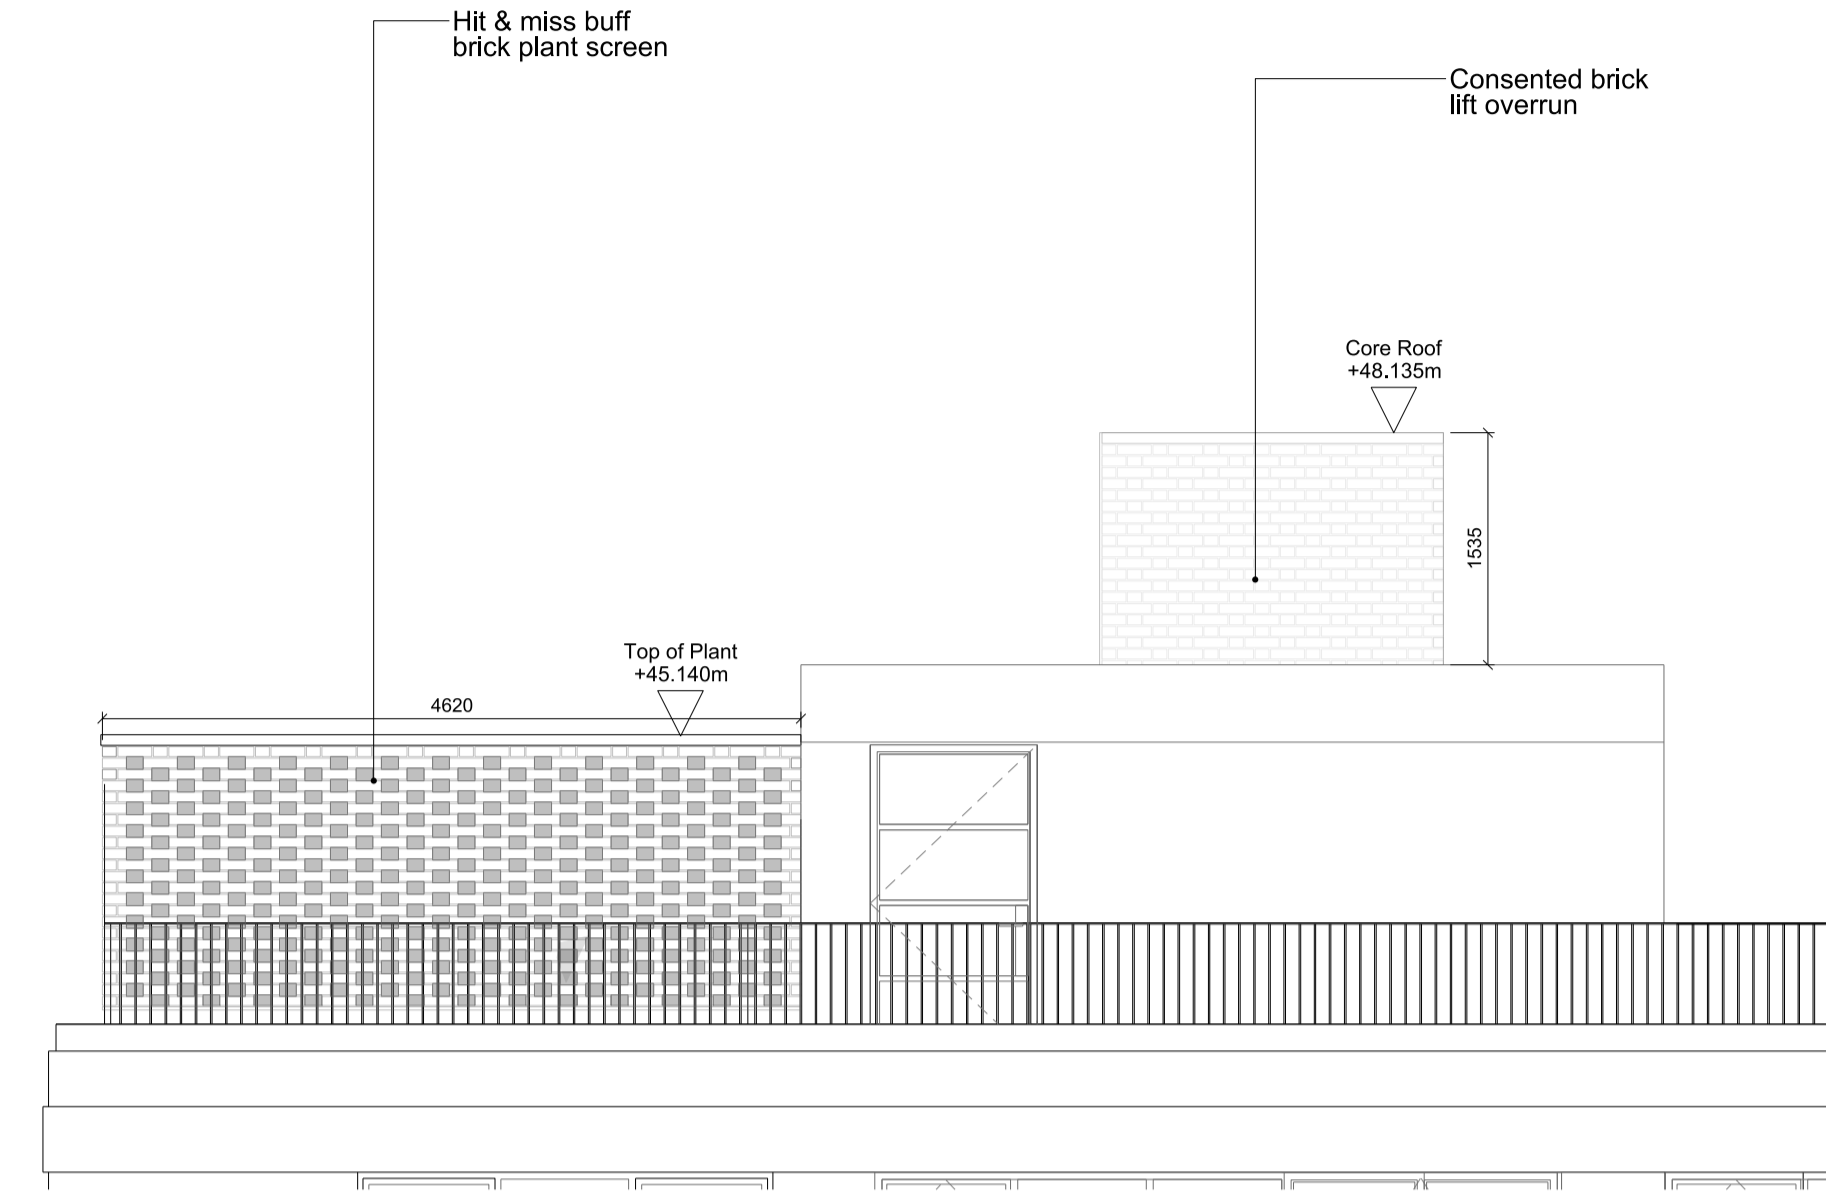 Hit & miss buff
brick plant screen
Consented brick
lift overrun
Core Roof
+48.135m
1535
Top of Plant
+45.140m
4620